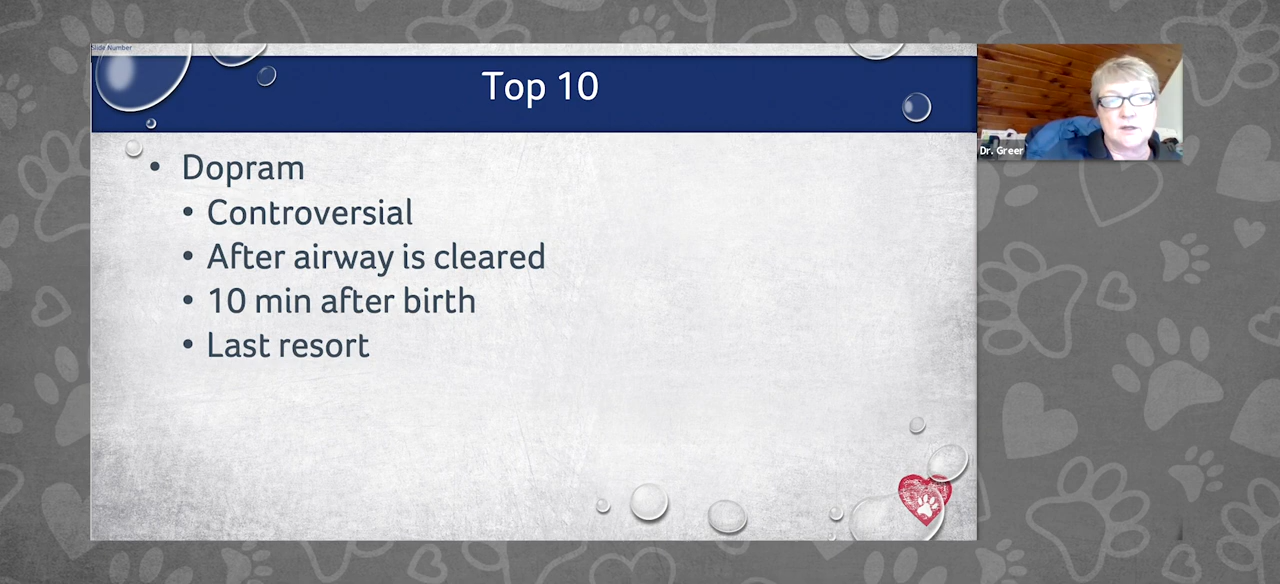 Slide Number
Top 10
Dr. Greer
• Dopram
• Controversial
• After airway is cleared
• 10 min after birth
• Last resort